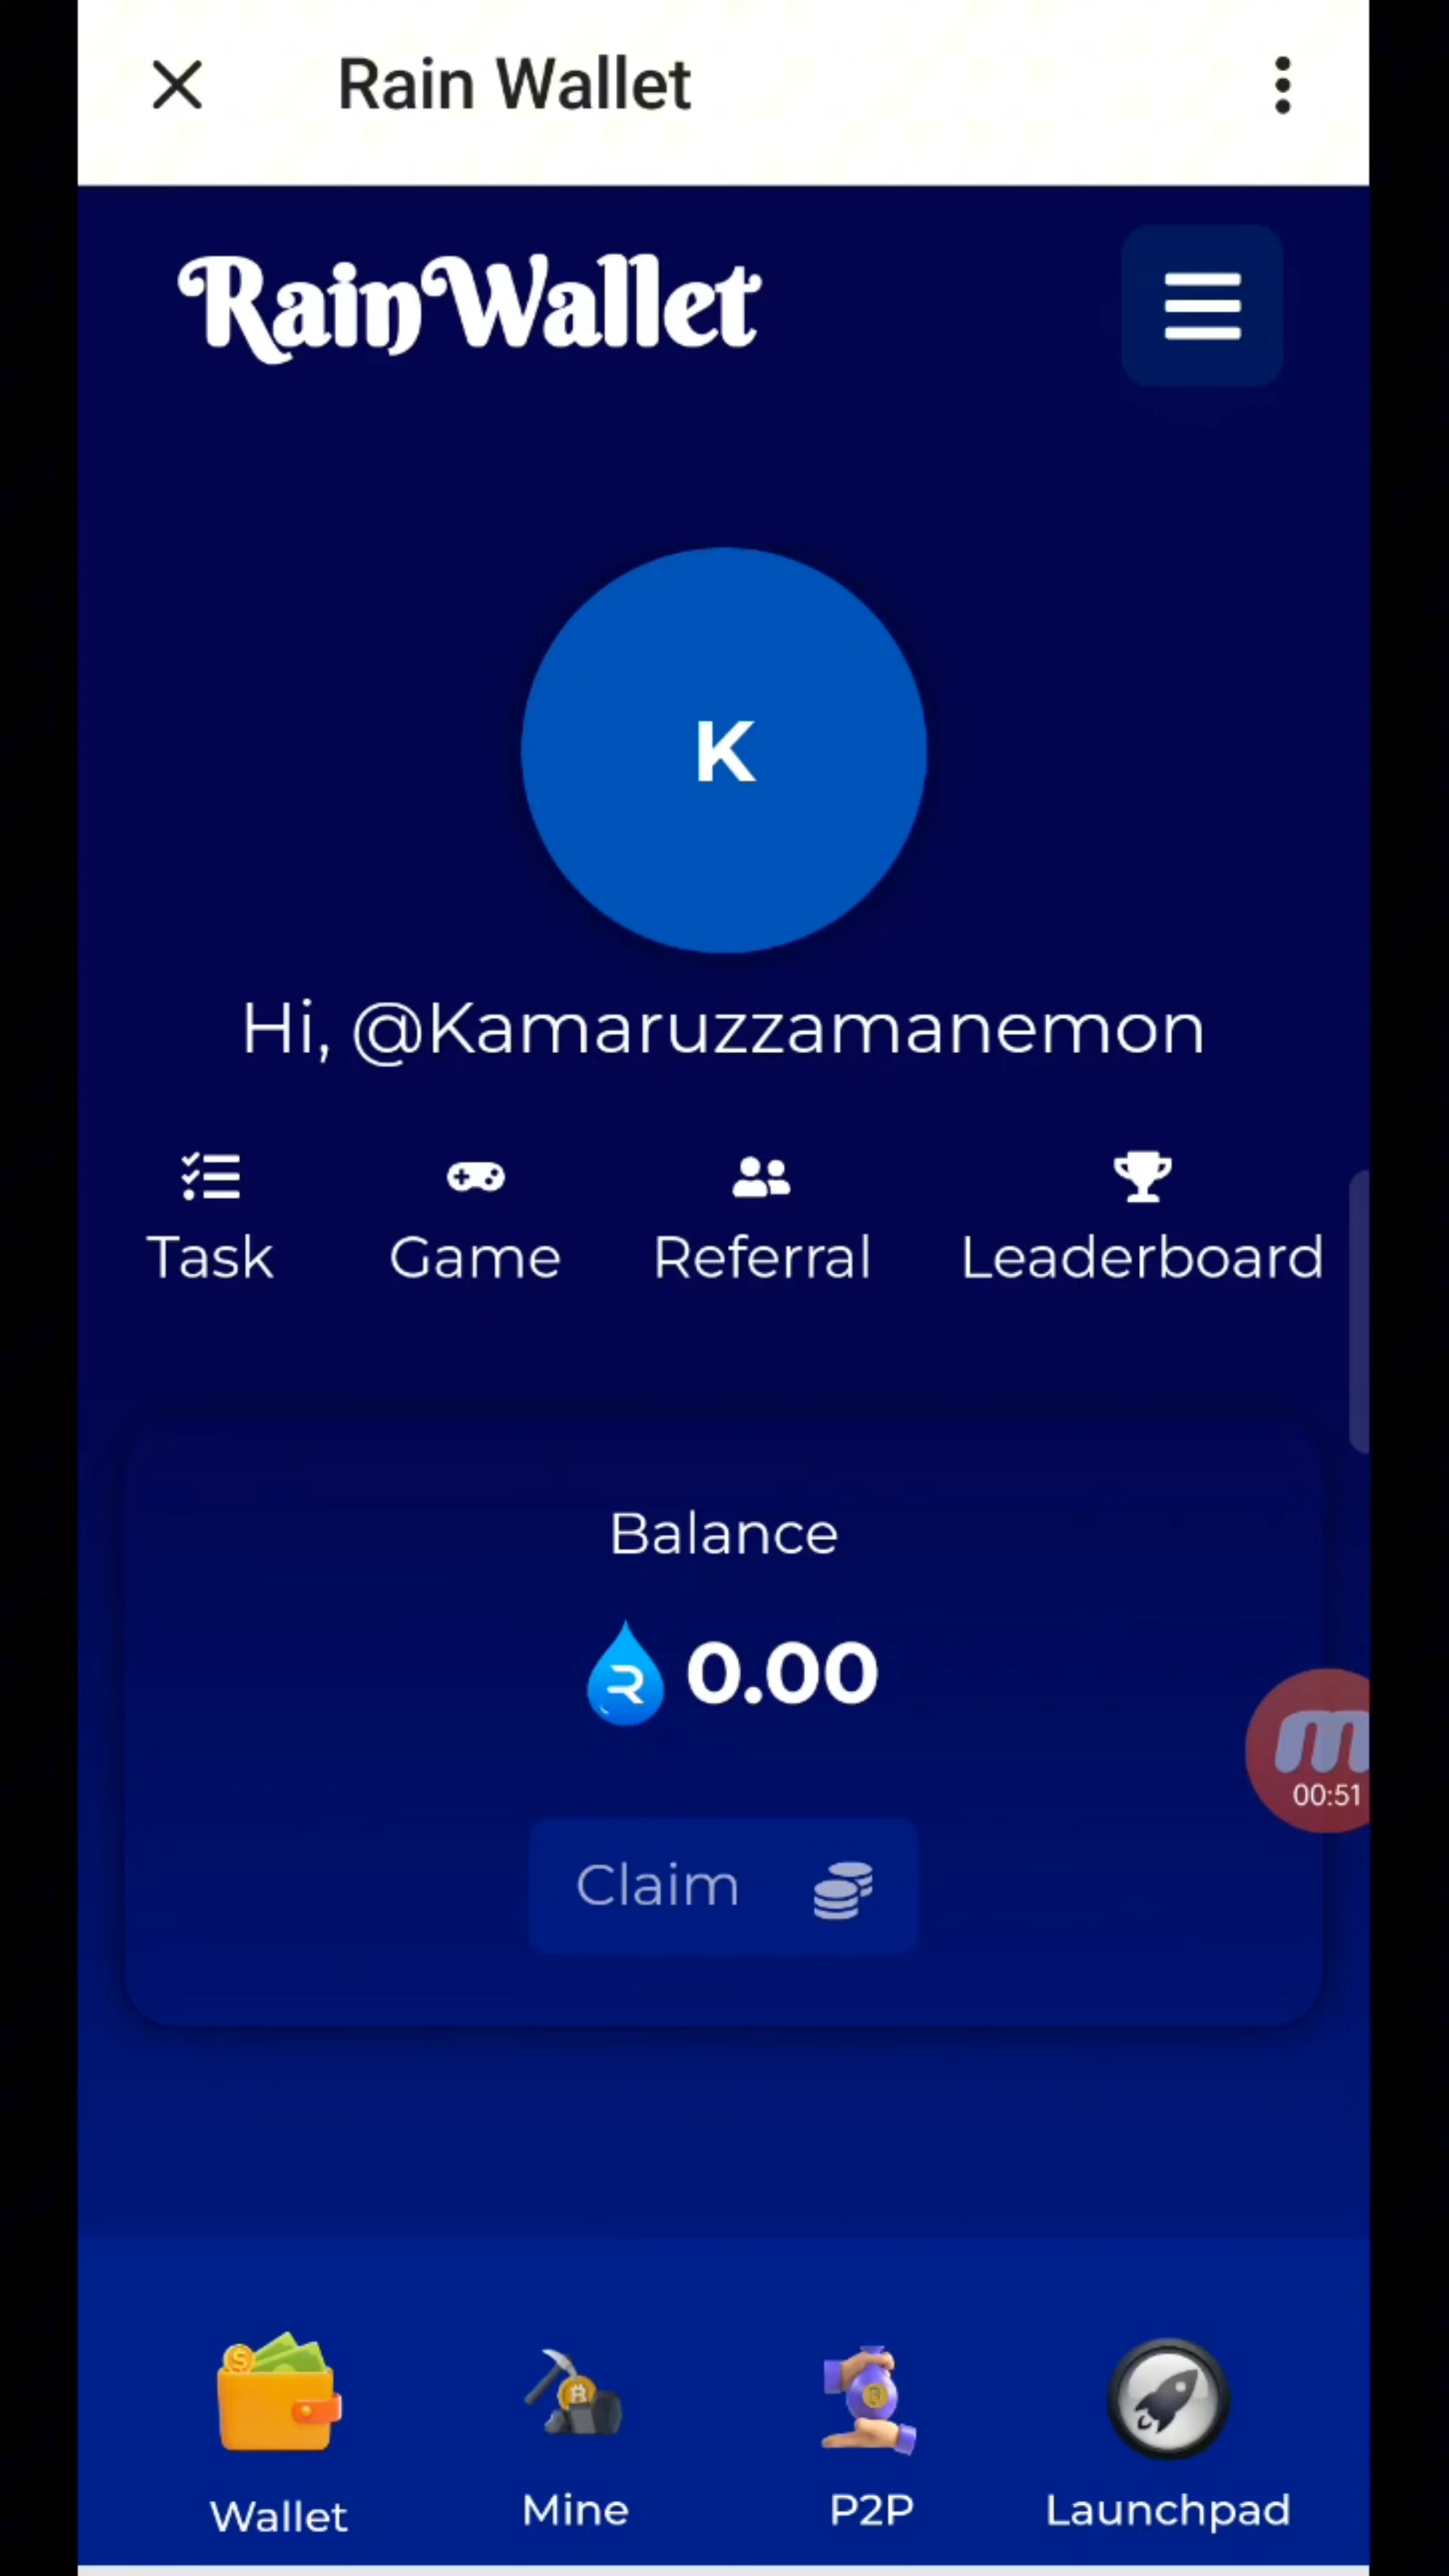 Rain Wallet
RainWallet
K
Hi, @Kamaruzzamanemon
Task Game Referral Leaderboard
Balance
0.00
00:51
Claim
Wallet Mine P2P Launchpad